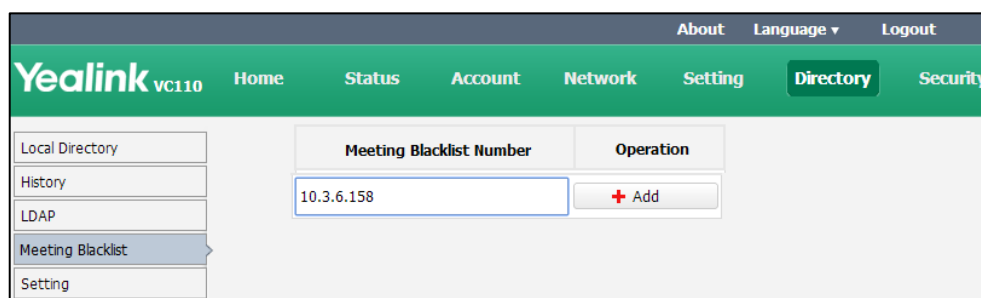 About Language ▾ Logout
Yealink VC110 Home Status Account Network Setting Directory Security
Local Directory
History
LDAP
Meeting Blacklist
Setting
Meeting Blacklist Number Operation
10.3.6.158 + Add